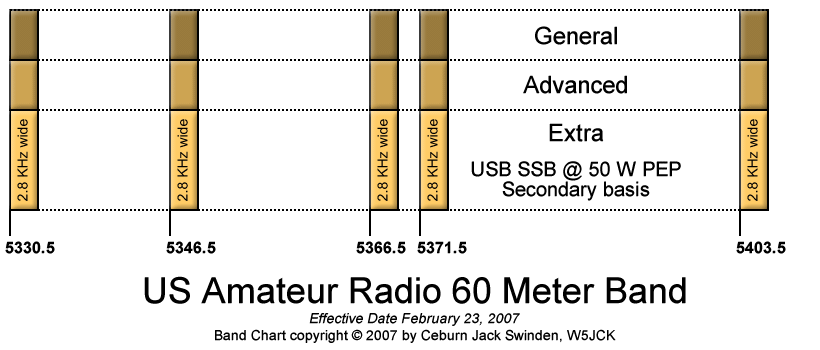 General
Advanced
Extra
2.8 KHz wide
2.8 KHz wide
2.8 KHz wide
2.8 KHz wide
2.8 KHz wide
USB SSB @ 50 W PEP
Secondary basis
5330.5 5346.5 5366.5 5371.5 5403.5
US Amateur Radio 60 Meter Band
Effective Date February 23, 2007
Band Chart copyright © 2007 by Ceburn Jack Swinden, W5JCK